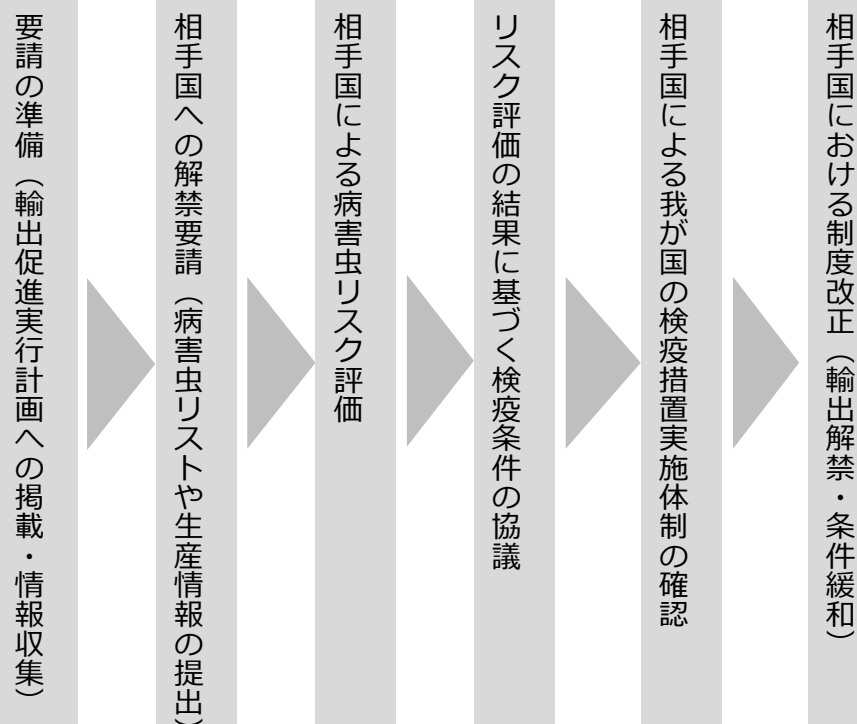 要請の準備（輸出促進実行計画への掲載・情報収集）
相手国への解禁要請（病害虫リストや生産情報の提出）
相手国による病害虫リスク評価
リスク評価の結果に基づく検疫条件の協議
相手国による我が国の検疫措置実施体制の確認
相手国における制度改正（輸出解禁・条件緩和）